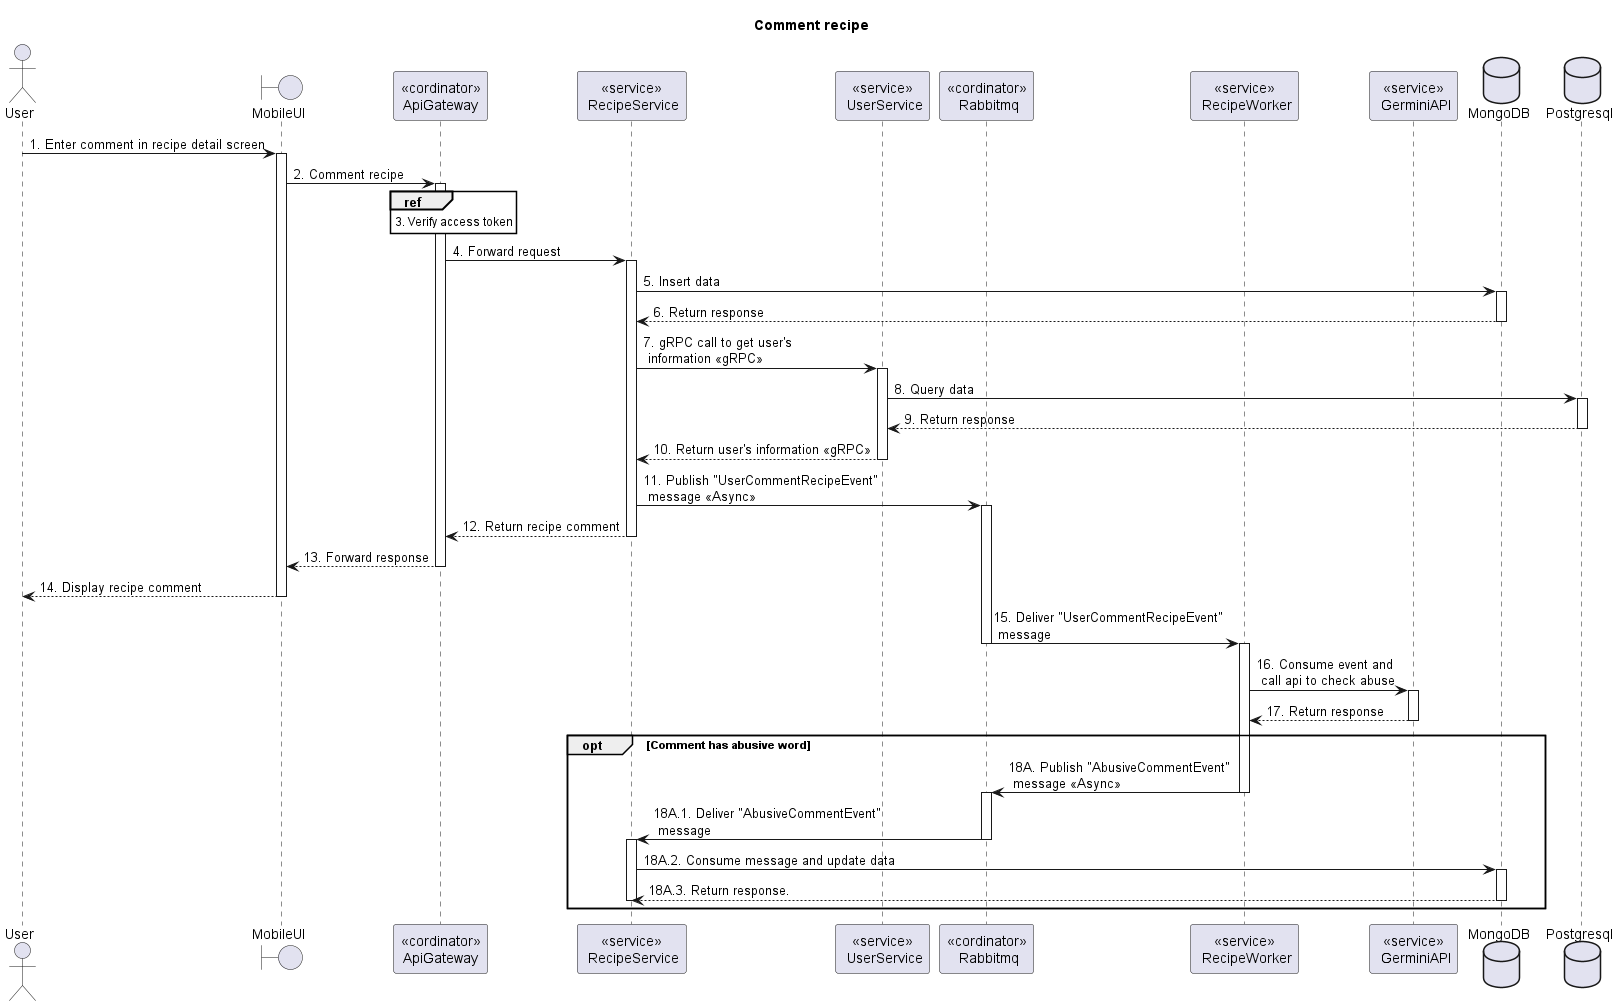 Comment recipe
User
MobileUI
«cordinator»
ApiGateway
«service»
RecipeService
«service»
UserService
«cordinator»
Rabbitmq
«service»
RecipeWorker
«service»
GerminiAPI
MongoDB
Postgresql
1. Enter comment in recipe detail screen
2. Comment recipe
ref
3. Verify access token
4. Forward request
5. Insert data
6. Return response
7. gRPC call to get user's
information «gRPC»
8. Query data
9. Return response
10. Return user's information «gRPC»
11. Publish "UserCommentRecipeEvent"
message «Async»
12. Return recipe comment
13. Forward response
14. Display recipe comment
15. Deliver "UserCommentRecipeEvent"
message
16. Consume event and
call api to check abuse
17. Return response
opt
[Comment has abusive word]
18A. Publish "AbusiveCommentEvent"
message «Async»
18A.1. Deliver "AbusiveCommentEvent"
message
18A.2. Consume message and update data
18A.3. Return response.
User
MobileUI
«cordinator»
ApiGateway
«service»
RecipeService
«service»
UserService
«cordinator»
Rabbitmq
«service»
RecipeWorker
«service»
GerminiAPI
MongoDB
Postgresql